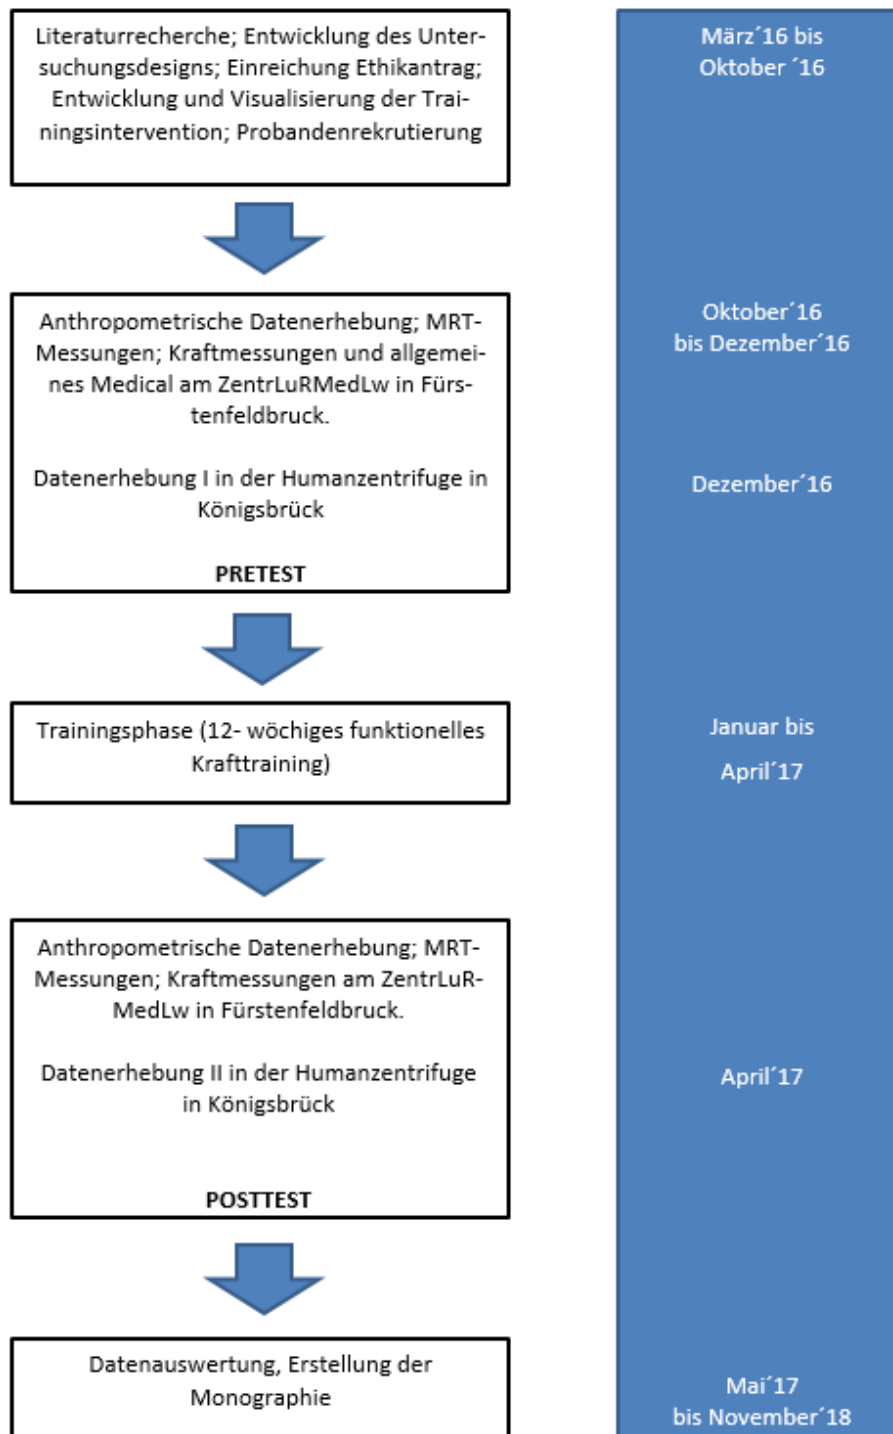 Literaturrecherche; Entwicklung des Unter-
suchungsdesigns; Einreichung Ethikantrag;
Entwicklung und Visualisierung der Trai-
ningsintervention; Probandenrekrutierung
März´16 bis
Oktober ´16
Anthropometrische Datenerhebung; MRT-
Messungen; Kraftmessungen und allgemei-
nes Medical am ZentrLuRMedLw in Fürs-
tenfeldbruck.
Oktober´16
bis Dezember´16
Datenerhebung I in der Humanzentrifuge in
Königsbrück
Dezember´16
PRETEST
Trainingsphase (12- wöchiges funktionelles
Krafttraining)
Januar bis
April´17
Anthropometrische Datenerhebung; MRT-
Messungen; Kraftmessungen am ZentrLuR-
MedLw in Fürstenfeldbruck.
Datenerhebung II in der Humanzentrifuge
in Königsbrück
April´17
POSTTEST
Datenauswertung, Erstellung der
Monographie
Mai´17
bis November´18